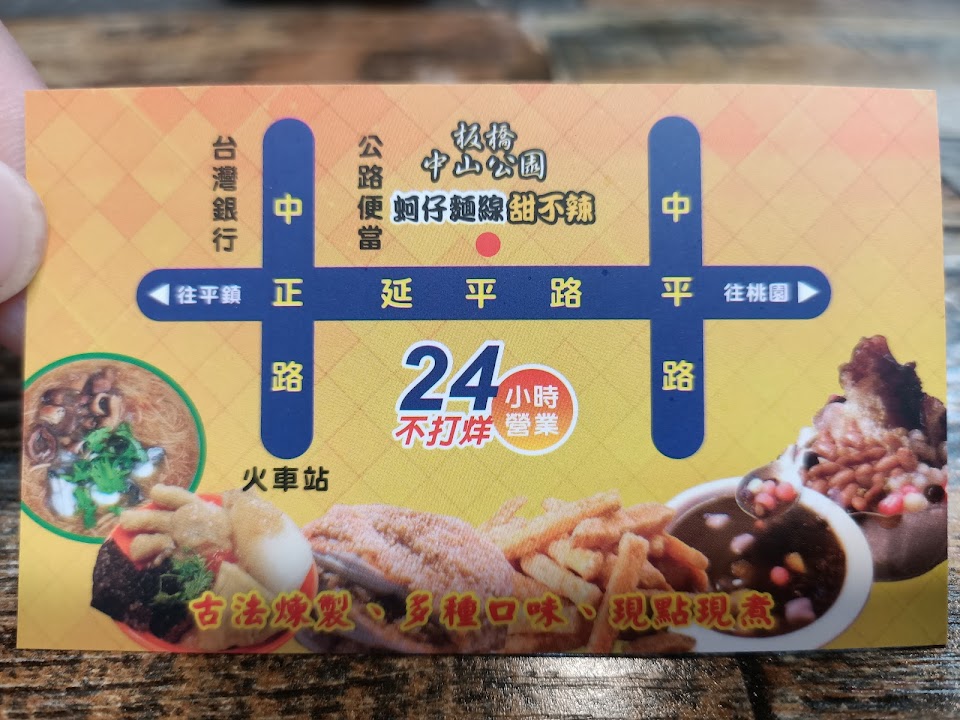 台灣銀行
公路便當
板橋
中山公園
蚵仔麵線甜不辣
中正路
延平路
中平路
◀往平鎮
往桃園▶
24
不打烊
小時
營業
火車站
古法煉製、多種口味、現點現煮